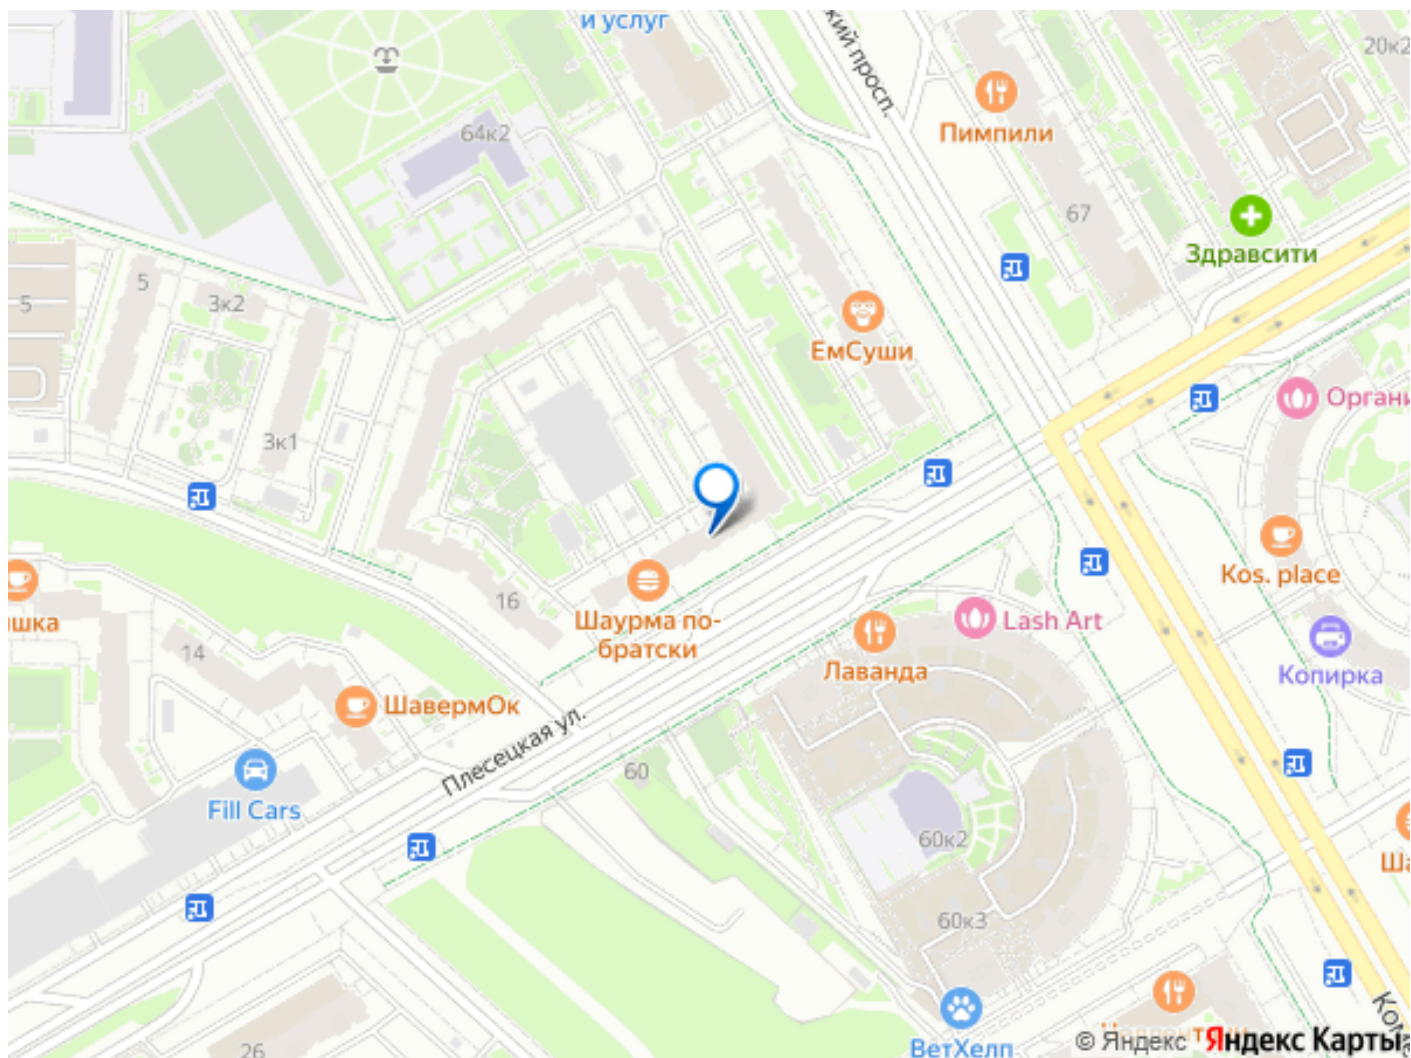 и услуг
кий просп.
20к2
Пимпили
64к2
67
Здравсити
5
3к2
5
ЕмСуши
Органи
3к1
Kos. place
16
Шаурма по-
братски
Lash Art
шка
14
Лаванда
Копирка
ШавермОк
Плесецкая ул.
60
Fill Cars
60к2
Ша
60к3
26
ВетХелп
© Яндекс
Яндекс Карты